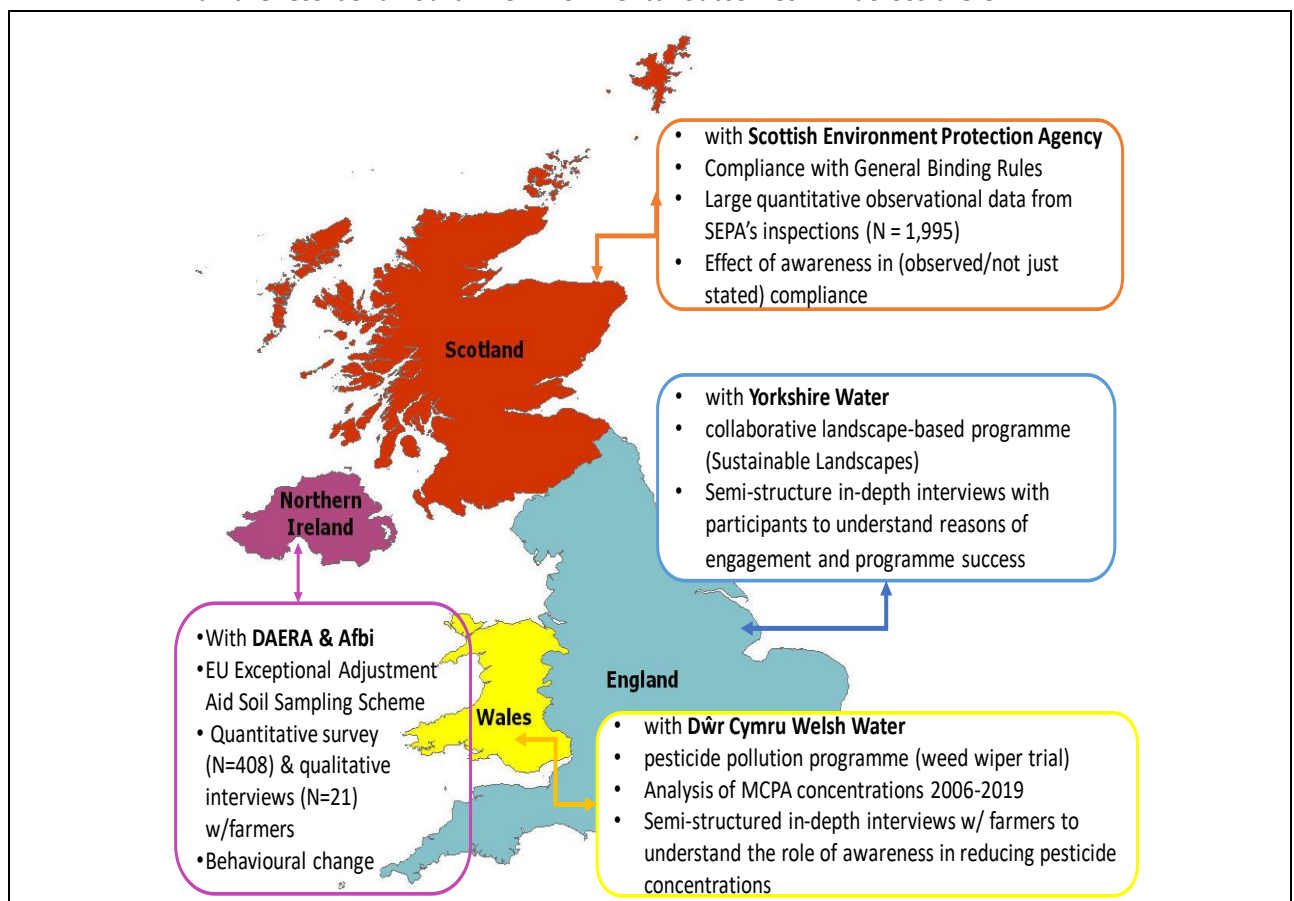 • with Scottish Environment Protection Agency
• Compliance with General Binding Rules
• Large quantitative observational data from
SEPA's inspections (N = 1,995)
• Effect of awareness in (observed/not just
stated) compliance
Scotland
• with Yorkshire Water
• collaborative landscape-based programme
(Sustainable Landscapes)
• Semi-structure in-depth interviews with
participants to understand reasons of
engagement and programme success
Northern
Ireland
•With DAERA & Afbi
•EU Exceptional Adjustment
Aid Soil Sampling Scheme
• Quantitative survey
(N=408) & qualitative
interviews (N=21)
w/farmers
•Behavioural change
Wales
England
• with Dŵr Cymru Welsh Water
• pesticide pollution programme (weed wiper trial)
• Analysis of MCPA concentrations 2006-2019
• Semi-structured in-depth interviews w/ farmers to
understand the role of awareness in reducing pesticide
concentrations